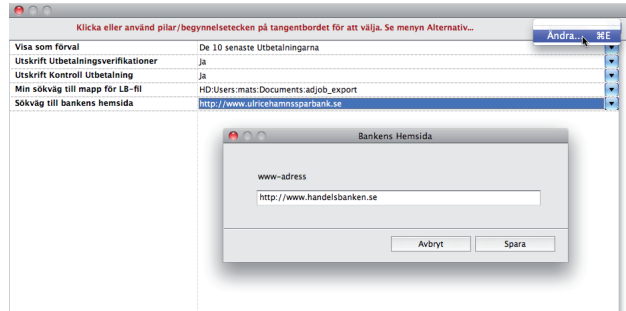 Klicka eller använd pilar/begynnelsetecken på tangentbordet för att välja. Se menyn Alternativ...
Ändra... ⌘E
Visa som förval De 10 senaste Utbetalningarna
Utskrift Utbetalningsverifikationer Ja
Utskrift Kontroll Utbetalning Ja
Min sökväg till mapp för LB-fil HD:Users:mats:Documents:adjob_export
Sökväg till bankens hemsida http://www.ulricehamnssparbank.se
Bankens Hemsida
www-adress
http://www.handelsbanken.se
Avbryt Spara